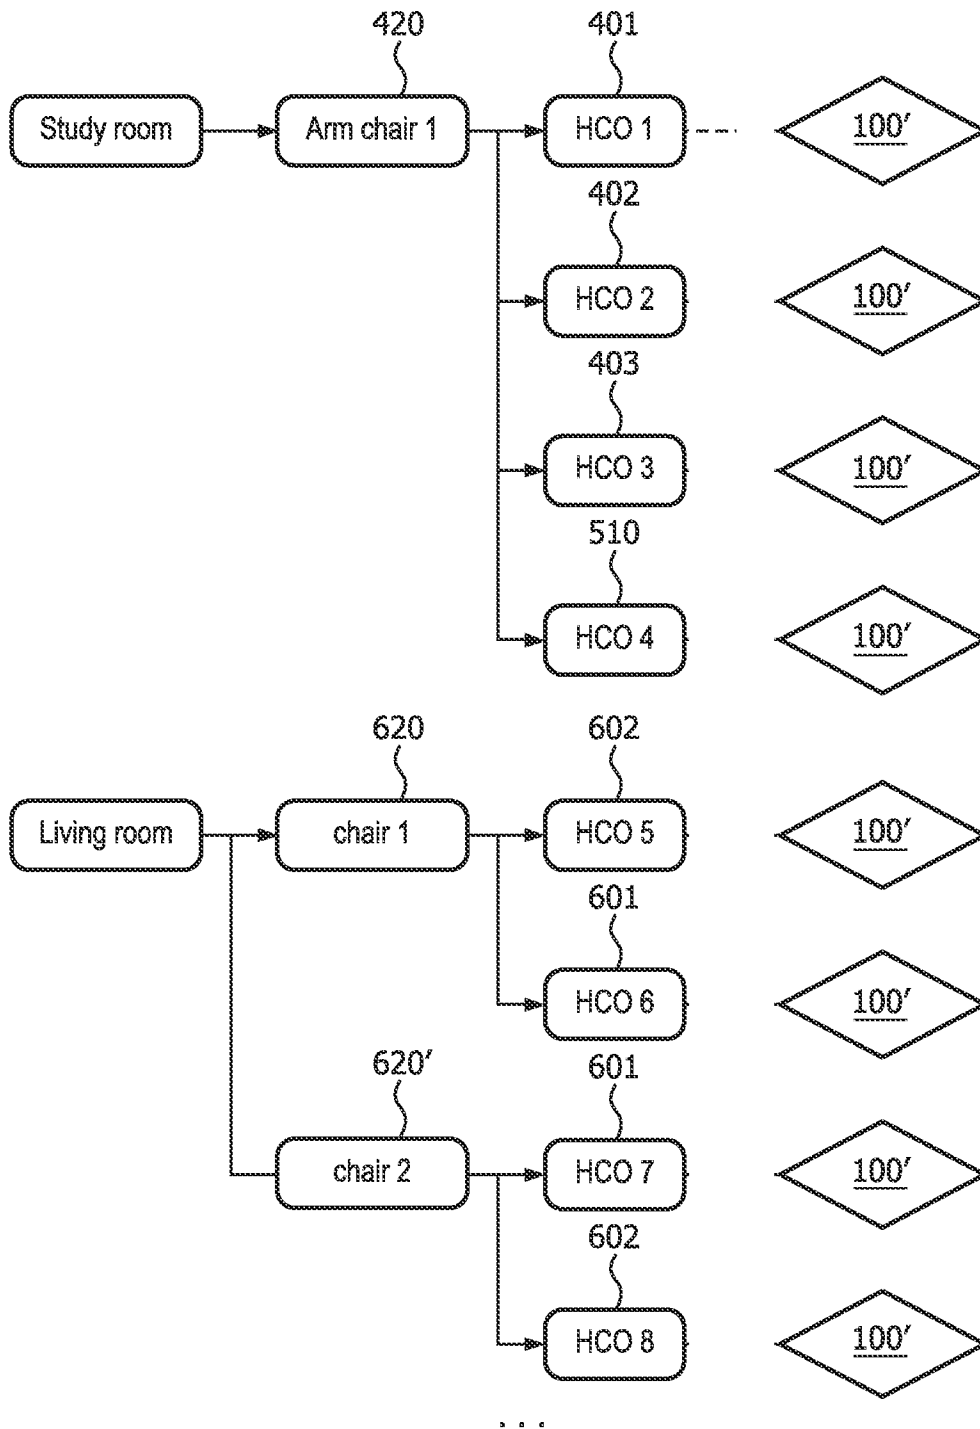 420
401
Study room
Arm chair 1
HCO 1
100′
402
HCO 2
100′
403
HCO 3
100′
510
HCO 4
100′
620
602
Living room
chair 1
HCO 5
100′
601
HCO 6
100′
620′
601
chair 2
HCO 7
100′
602
HCO 8
100′
...